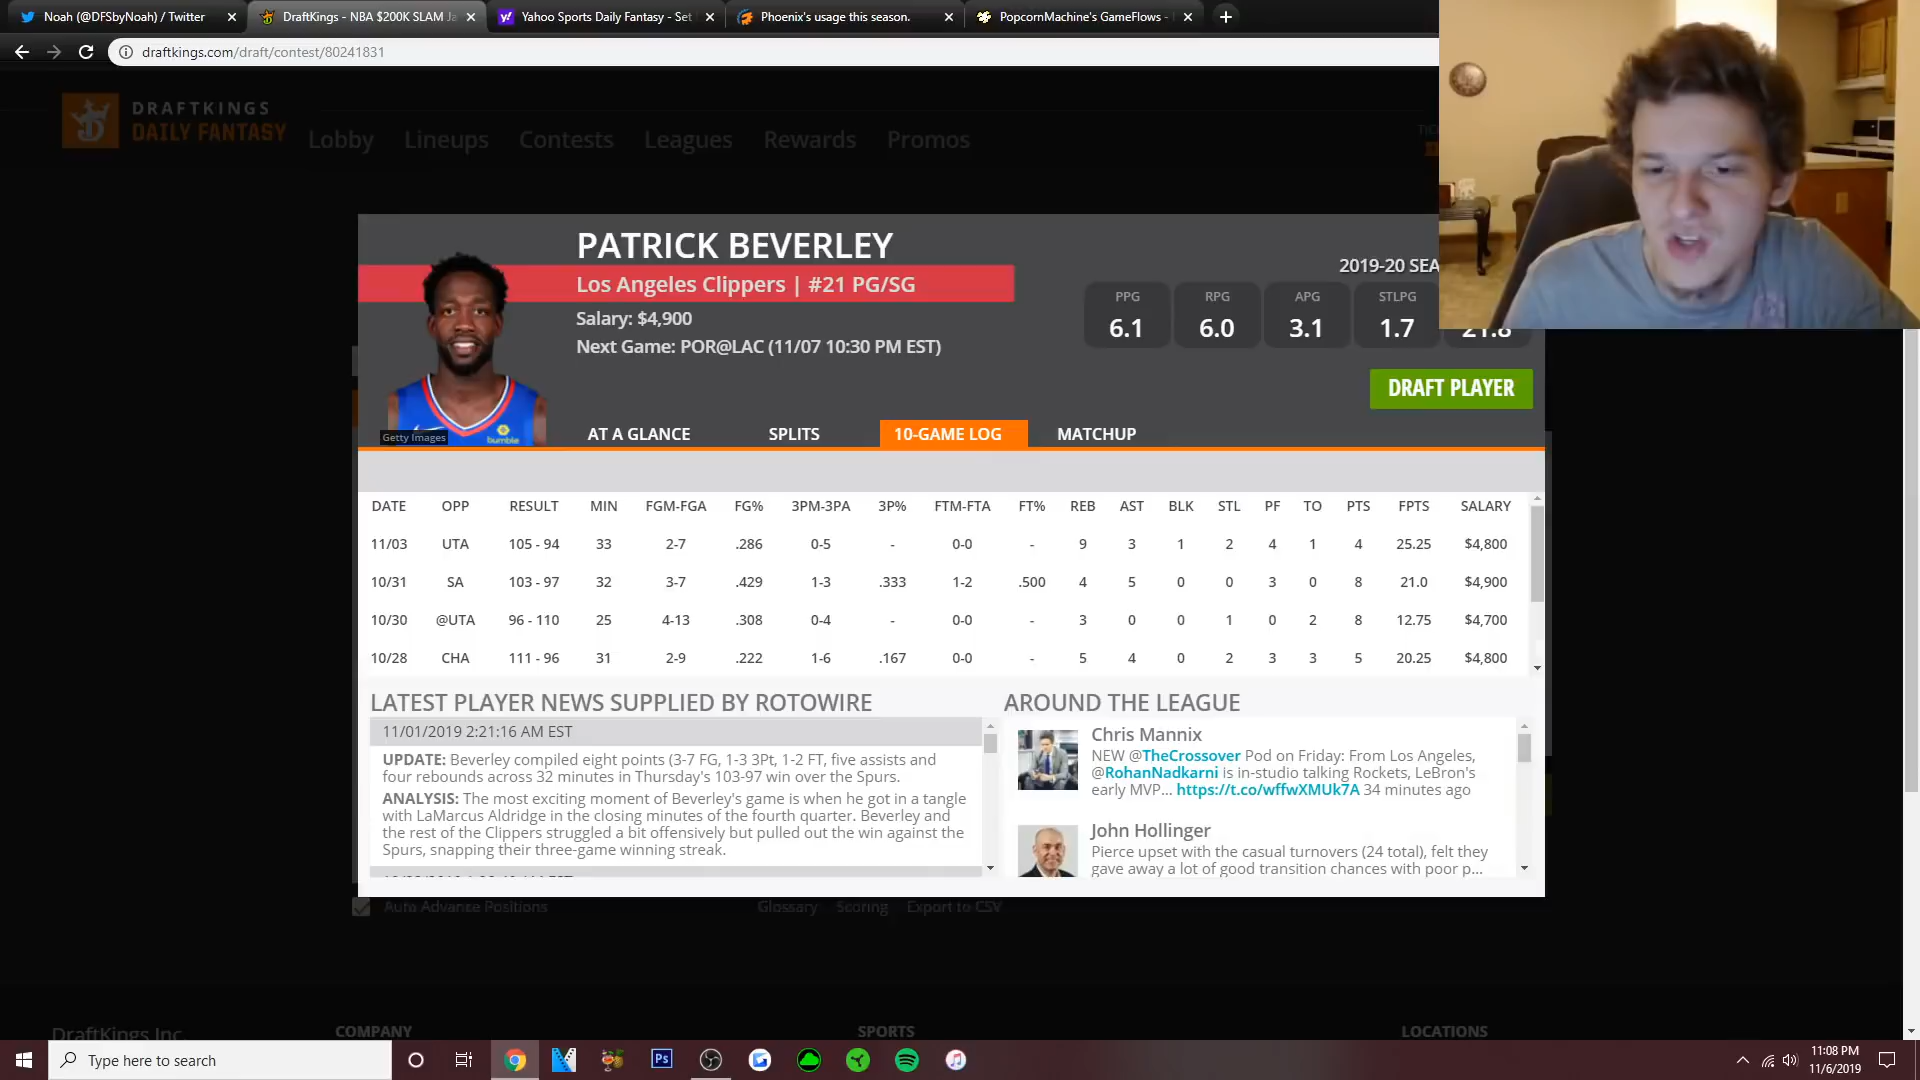 Noah (@DFSbyNoah) / Twitter
DraftKings - NBA $200K SLAM Ja
Yahoo Sports Daily Fantasy - Set
Phoenix's usage this season.
PopcornMachine's GameFlows -
draftkings.com/draft/contest/80241831
DRAFTKINGS
DAILY FANTASY
Lobby Lineups Contests Leagues Rewards Promos
PATRICK BEVERLEY
Los Angeles Clippers | #21 PG/SG
Salary: $4,900
Next Game: POR@LAC (11/07 10:30 PM EST)
2019-20 SEA
PPG RPG APG STLPG
6.1 6.0 3.1 1.7 21.8
DRAFT PLAYER
Getty Images
bumble
AT A GLANCE SPLITS 10-GAME LOG MATCHUP
DATE OPP RESULT MIN FGM-FGA FG% 3PM-3PA 3P% FTM-FTA FT% REB AST BLK STL PF TO PTS FPTS SALARY
11/03 UTA 105 - 94 33 2-7 .286 0-5 - 0-0 - 9 3 1 2 4 1 4 25.25 $4,800
10/31 SA 103 - 97 32 3-7 .429 1-3 .333 1-2 .500 4 5 0 0 3 0 8 21.0 $4,900
10/30 @UTA 96 - 110 25 4-13 .308 0-4 - 0-0 - 3 0 0 1 0 2 8 12.75 $4,700
10/28 CHA 111 - 96 31 2-9 .222 1-6 .167 0-0 - 5 4 0 2 3 3 5 20.25 $4,800
LATEST PLAYER NEWS SUPPLIED BY ROTOWIRE
11/01/2019 2:21:16 AM EST
UPDATE: Beverley compiled eight points (3-7 FG, 1-3 3Pt, 1-2 FT, five assists and
four rebounds across 32 minutes in Thursday's 103-97 win over the Spurs.
ANALYSIS: The most exciting moment of Beverley's game is when he got in a tangle
with LaMarcus Aldridge in the closing minutes of the fourth quarter. Beverley and
the rest of the Clippers struggled a bit offensively but pulled out the win against the
Spurs, snapping their three-game winning streak.
AROUND THE LEAGUE
Chris Mannix
NEW @TheCrossover Pod on Friday: From Los Angeles,
@RohanNadkarni is in-studio talking Rockets, LeBron's
early MVP... https://t.co/wffwXMUk7A 34 minutes ago
John Hollinger
Pierce upset with the casual turnovers (24 total), felt they
gave away a lot of good transition chances with poor p...
Auto Advance Positions
Glossary Scoring Export to CSV
DraftKings Inc.
COMPANY SPORTS LOCATIONS
Type here to search
Ps
11:08 PM
11/6/2019